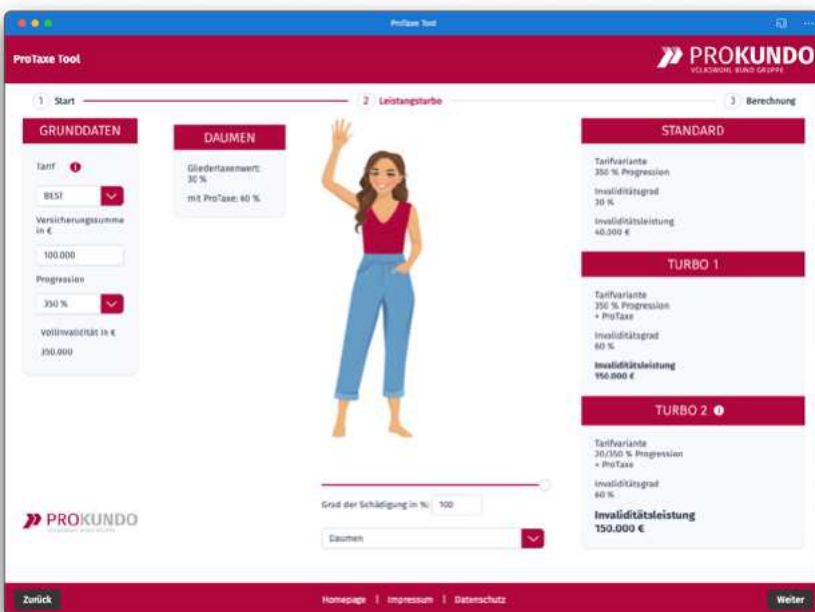 ProTaxe Tool
ProTaxe Tool
PROKUNDO
VOLKSWOHL BUND GRUPPE
1 Start
2 Leistungsturbo
3 Berechnung
GRUNDDATEN
Tarif
BEST
Versicherungssumme
in €
100.000
Progression
350 %
Vollinvalidität in €
350.000
DAUMEN
Gliedertaxenwert:
30 %
mit ProTaxe: 60 %
Grad der Schädigung in %: 100
Daumen
STANDARD
Tarifvariante
350 % Progression
Invaliditätsgrad
30 %
Invaliditätsleistung
40.000 €
TURBO 1
Tarifvariante
350 % Progression
+ ProTaxe
Invaliditätsgrad
60 %
Invaliditätsleistung
150.000 €
TURBO 2
Tarifvariante
20/350 % Progression
+ ProTaxe
Invaliditätsgrad
60 %
Invaliditätsleistung
150.000 €
PROKUNDO
VOLKSWOHL BUND GRUPPE
Zurück
Homepage | Impressum | Datenschutz
Weiter